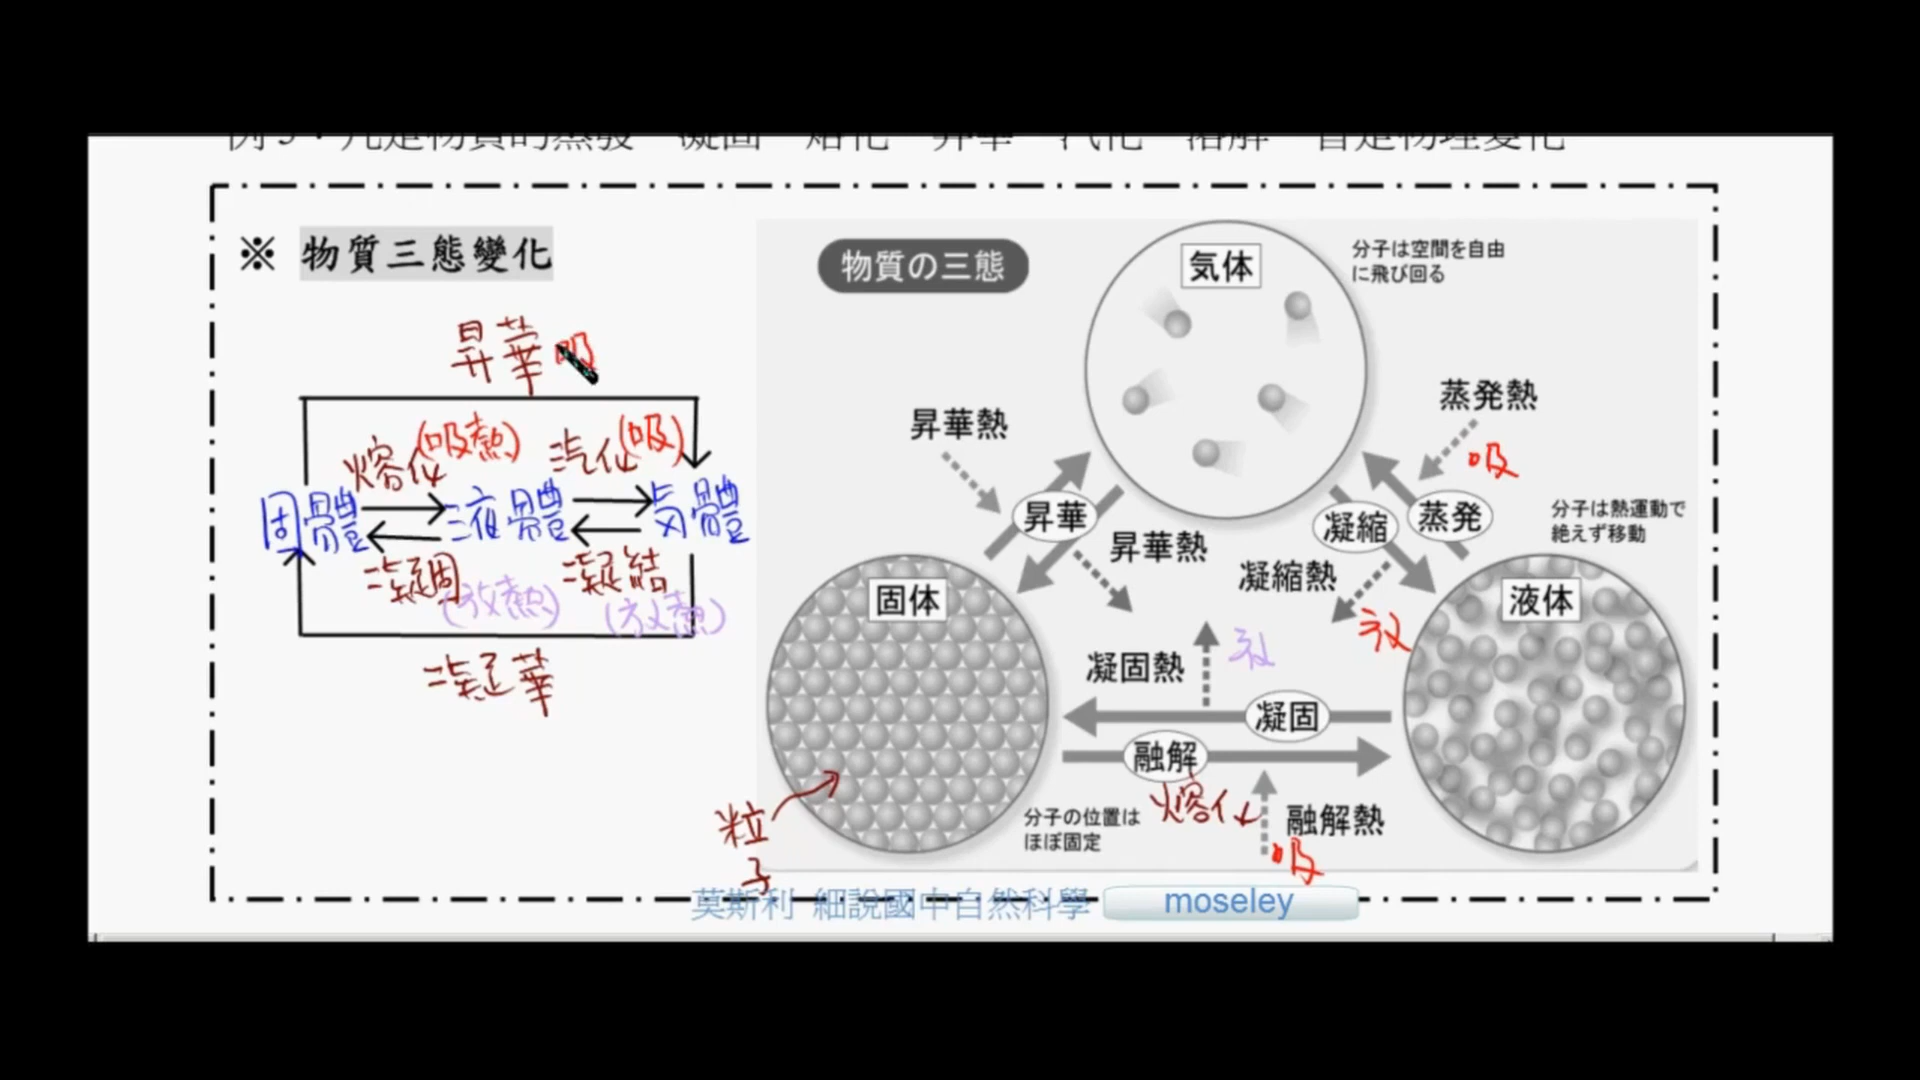 ※ 物質三態變化
昇華 吸
熔化(吸熱) 汽化(吸)
固體 液體 気體
凝固(放熱) 凝結(放熱)
凝華
物質の三態
気体
分子は空間を自由
に飛び回る
昇華熱
蒸発熱
吸
昇華
昇華熱
凝縮
蒸発
凝縮熱
放
分子は熱運動で
絶えず移動
固体
液体
凝固熱
放
凝固
融解
熔化
融解熱
吸
分子の位置は
ほぼ固定
粒子
莫斯利 細說國中自然科學 moseley